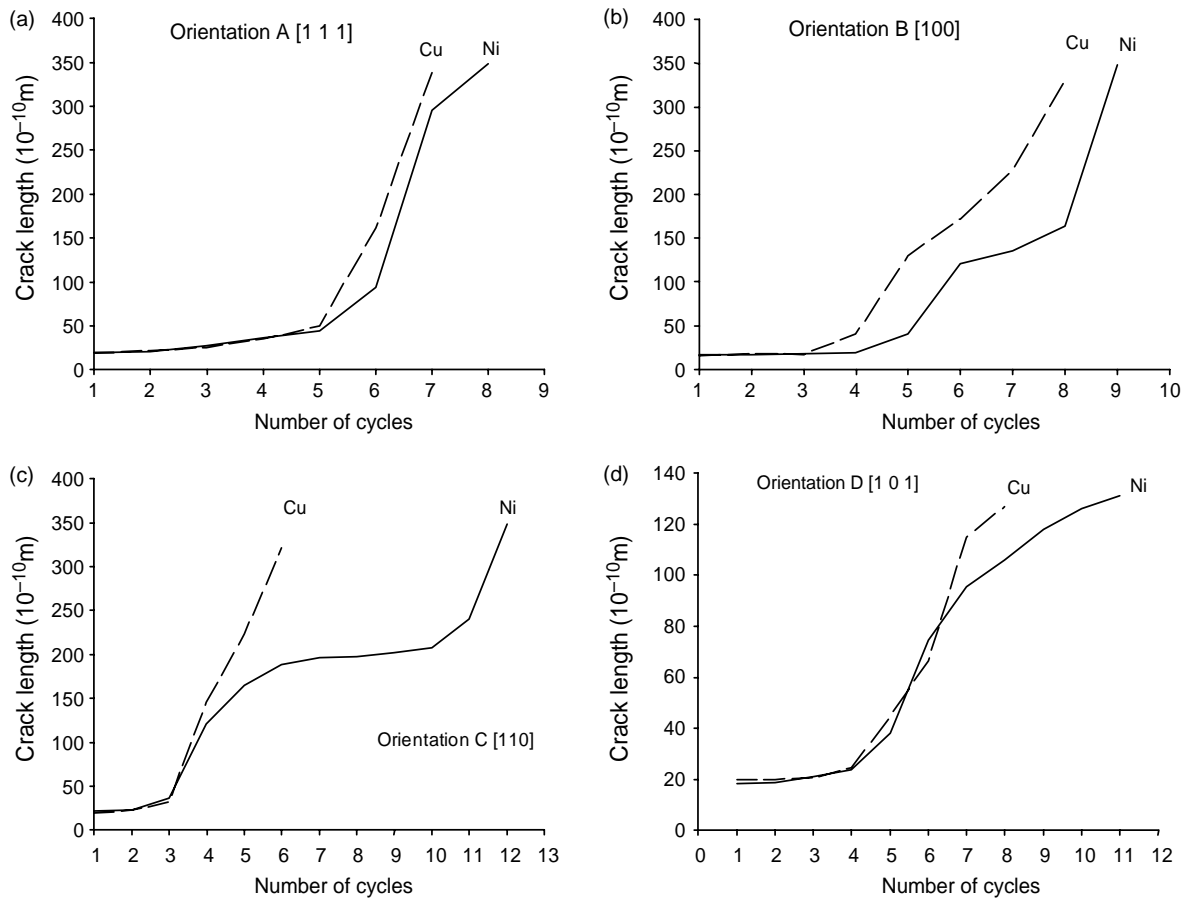 (a)
Orientation A [1 1 1]
Cu
Ni
Crack length (10–10m)
400
350
300
250
200
150
100
50
0
1 2 3 4 5 6 7 8 9
Number of cycles
(b)
Orientation B [100]
Cu
Ni
Crack length (10–10m)
400
350
300
250
200
150
100
50
0
1 2 3 4 5 6 7 8 9 10
Number of cycles
(c)
Cu
Ni
Orientation C [110]
Crack length (10–10m)
400
350
300
250
200
150
100
50
0
1 2 3 4 5 6 7 8 9 10 11 12 13
Number of cycles
(d)
Orientation D [1 0 1]
Cu
Ni
Crack length (10–10m)
140
120
100
80
60
40
20
0
0 1 2 3 4 5 6 7 8 9 10 11 12
Number of cycles